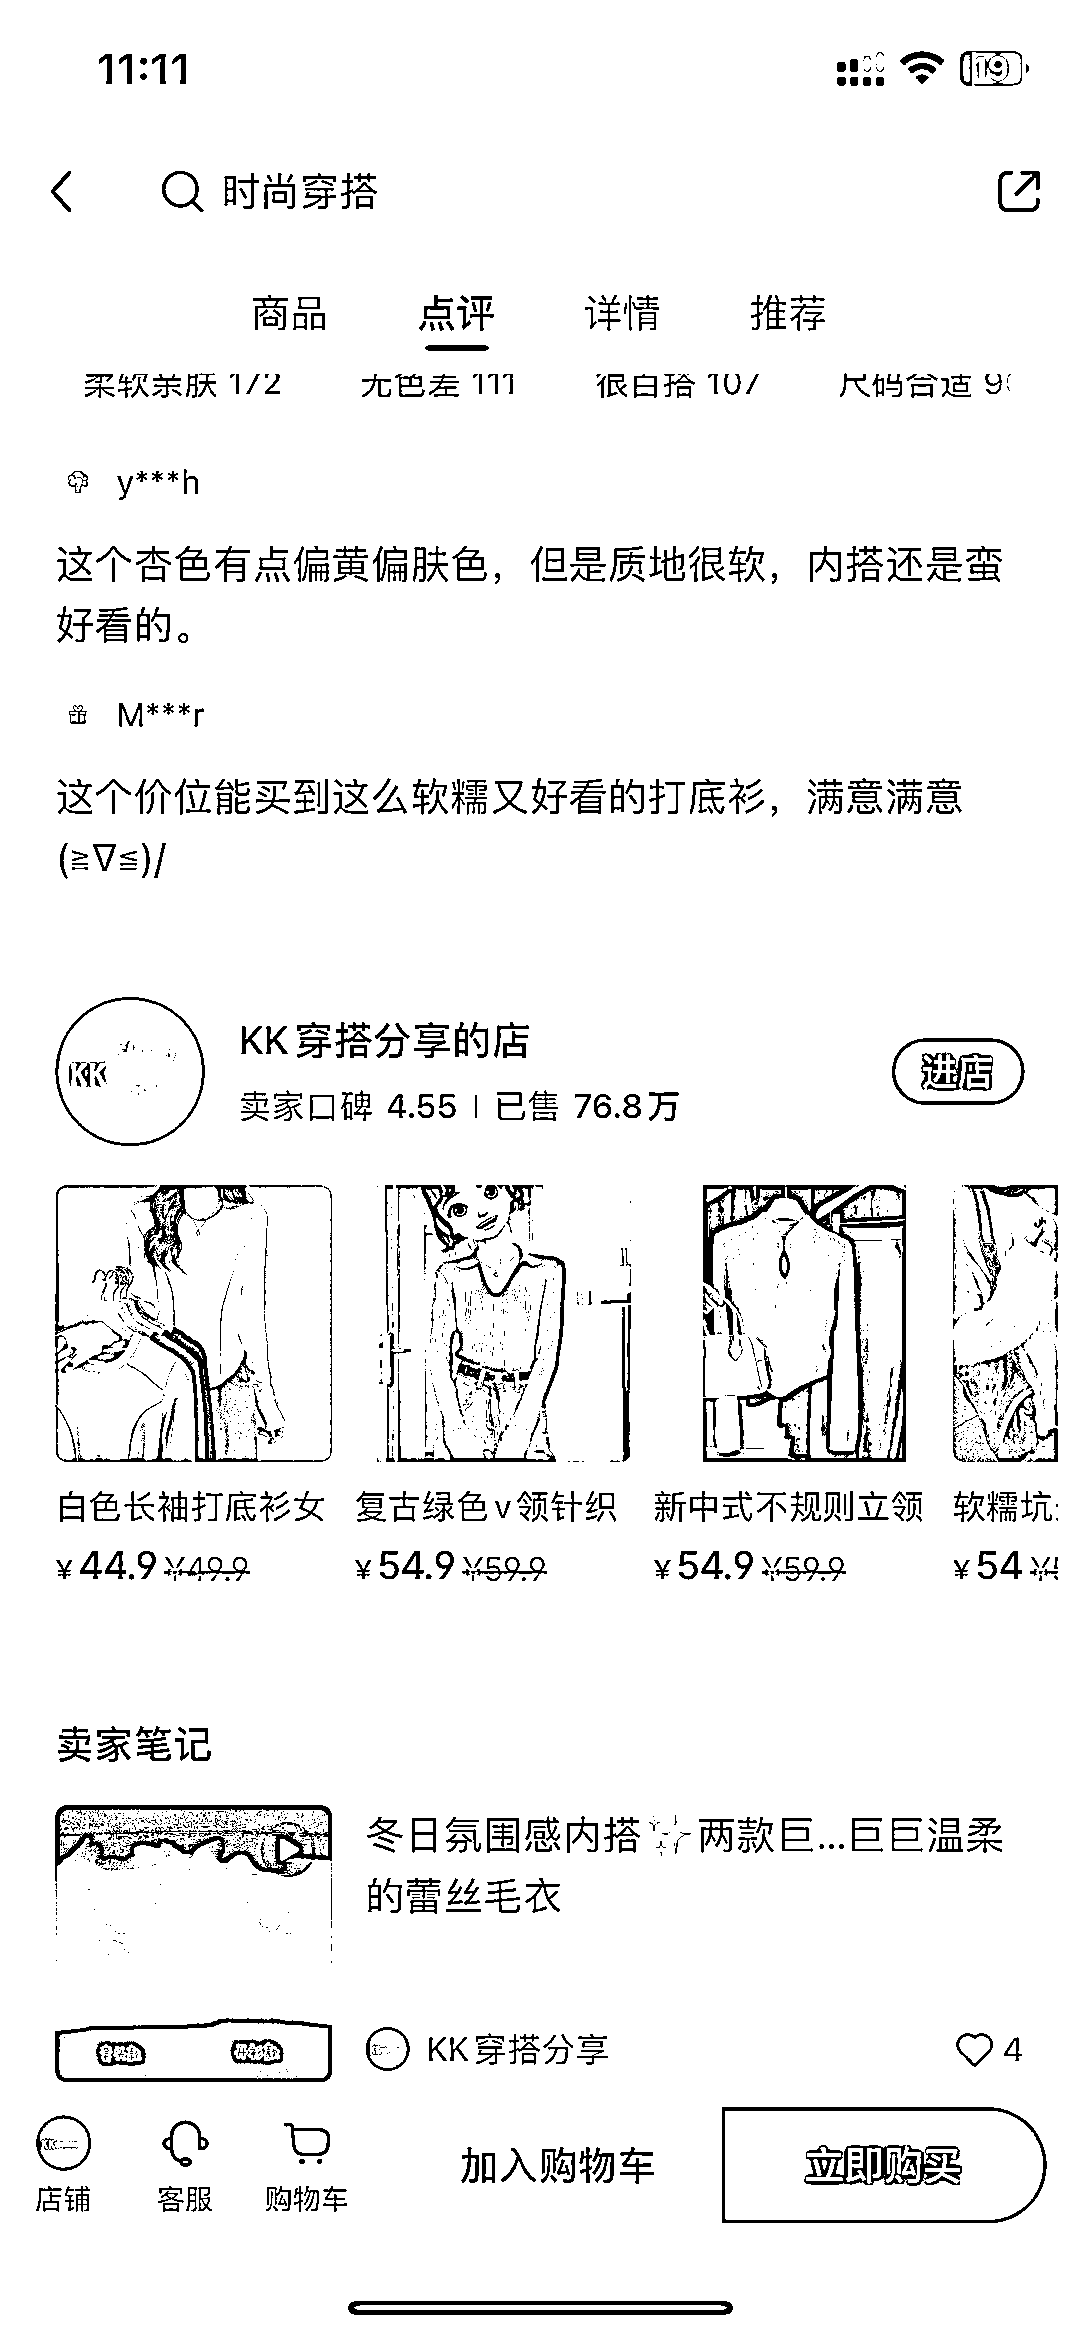 11:11
19
时尚穿搭
商品 点评 详情 推荐
柔软亲肤 172 无色差 111 很百搭 107 尺码合适
y***h
这个杏色有点偏黄偏肤色，但是质地很软，内搭还是蛮
好看的。
M***r
这个价位能买到这么软糯又好看的打底衫，满意满意
(≧∇≦)/
KK穿搭分享的店
卖家口碑 4.55 | 已售 76.8万
进店
KK
白色长袖打底衫女 复古绿色v领针织 新中式不规则立领 软糯坑
¥44.9 ¥49.9 ¥54.9 ¥59.9 ¥54.9 ¥59.9 ¥54
卖家笔记
冬日氛围感内搭✨两款巨...巨巨温柔
的蕾丝毛衣
KK穿搭分享 4
店铺 客服 购物车 加入购物车 立即购买